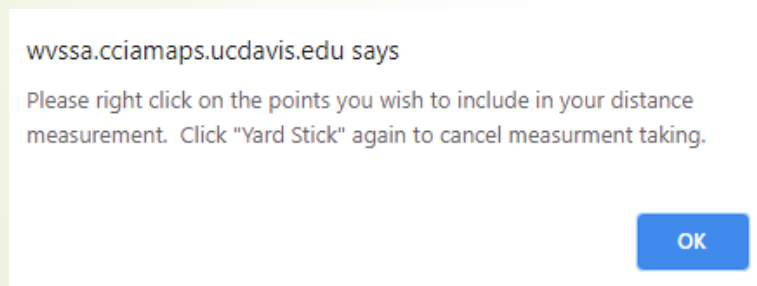 wvssa.cciamaps.ucdavis.edu says
Please right click on the points you wish to include in your distance
measurement.  Click "Yard Stick" again to cancel measurment taking.
OK